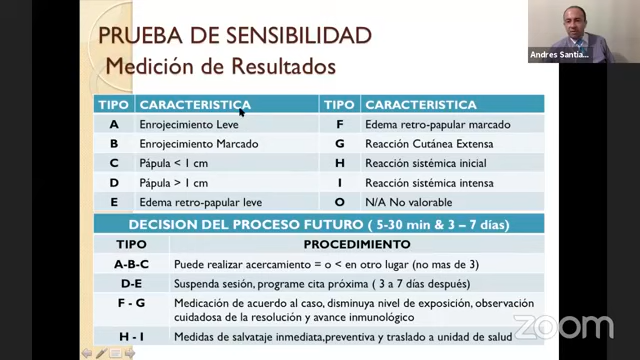 PRUEBA DE SENSIBILIDAD
Medición de Resultados
Andres Santia...
TIPO CARACTERISTICA TIPO CARACTERISTICA
A Enrojecimiento Leve F Edema retro-papular marcado
B Enrojecimiento Marcado G Reacción Cutánea Extensa
C Pápula < 1 cm H Reacción sistémica inicial
D Pápula > 1 cm I Reacción sistémica intensa
E Edema retro-papular leve O N/A No valorable
DECISION DEL PROCESO FUTURO ( 5-30 min & 3 – 7 días)
TIPO PROCEDIMIENTO
A-B-C Puede realizar acercamiento = o < en otro lugar (no mas de 3)
D-E Suspenda sesión, programe cita próxima ( 3 a 7 días después)
F - G Medicación de acuerdo al caso, disminuya nivel de exposición, observación
cuidadosa de la resolución y avance inmunológico
H - I Medidas de salvataje inmediata,preventiva y traslado a unidad de salud
zoom